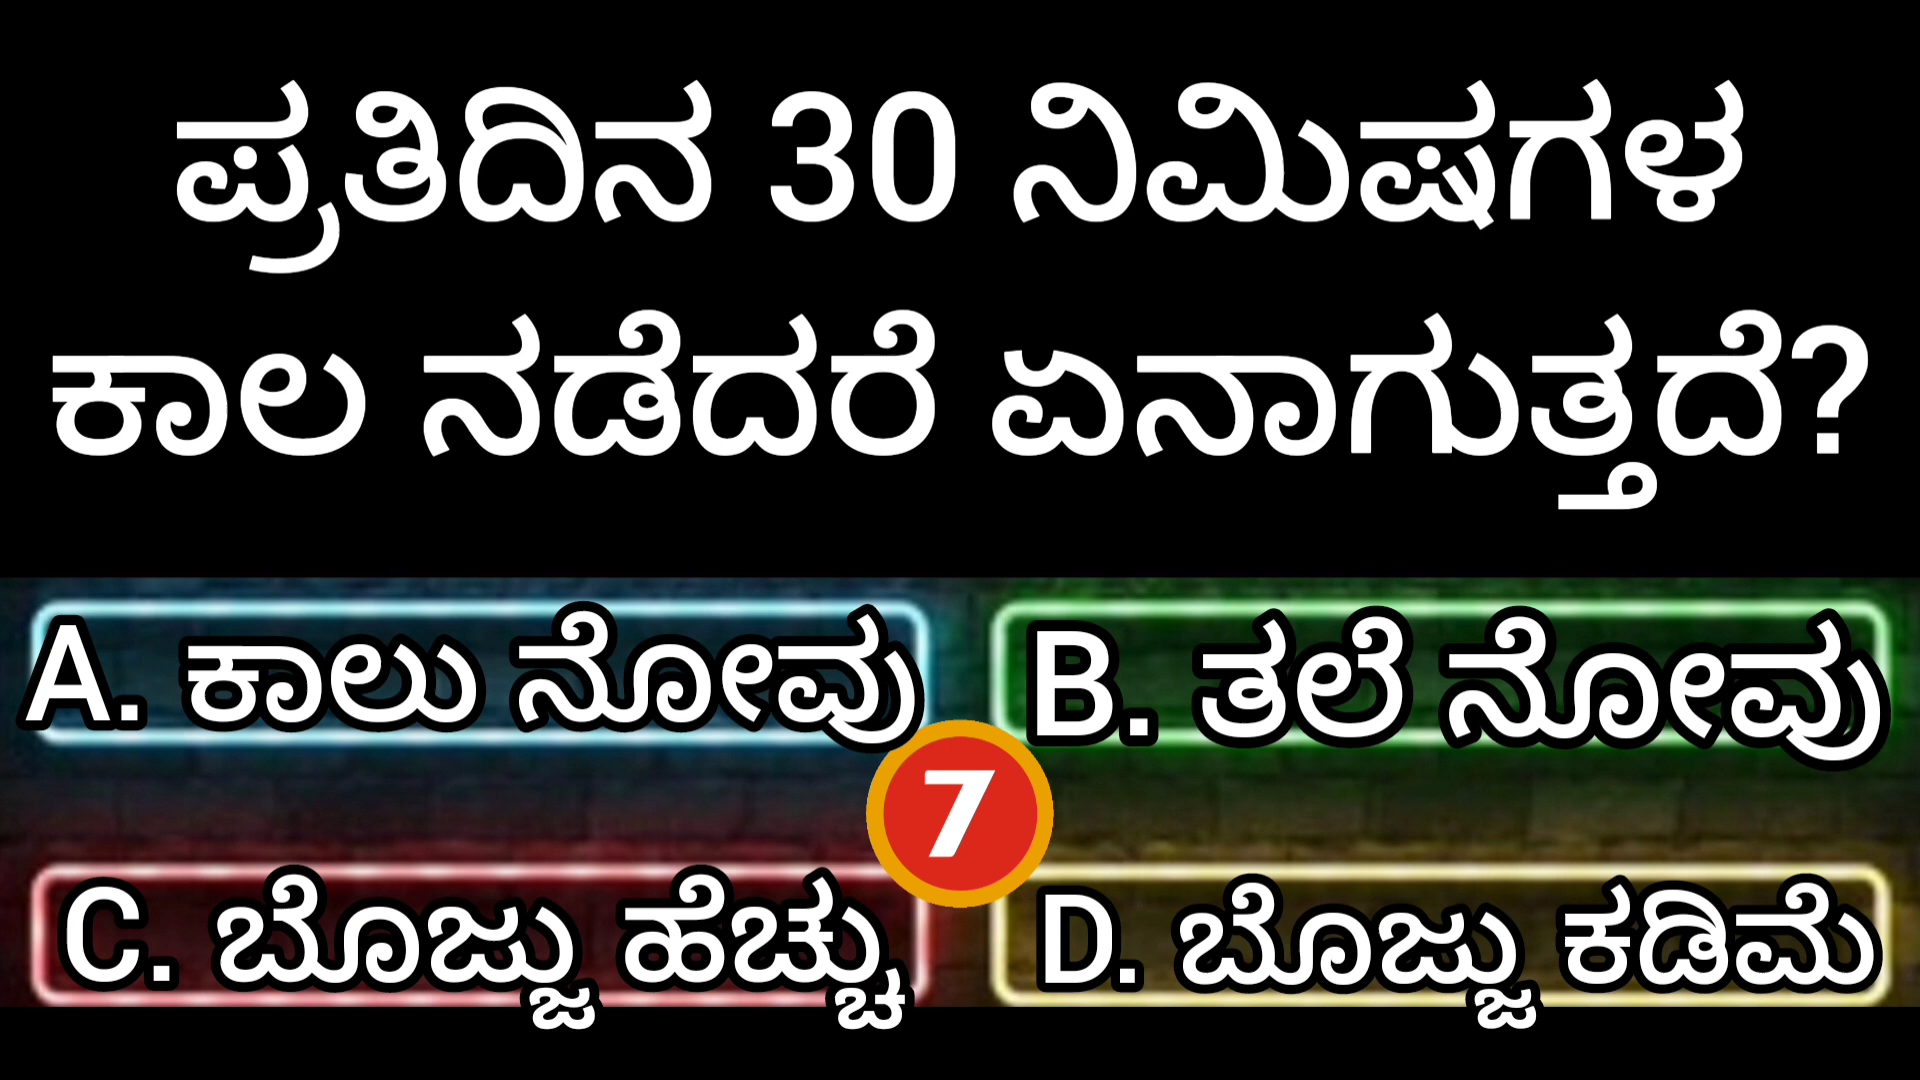 ಪ್ರತಿದಿನ 30 ನಿಮಿಷಗಳ
ಕಾಲ ನಡೆದರೆ ಏನಾಗುತ್ತದೆ?
A. ಕಾಲು ನೋವು
B. ತಲೆ ನೋವು
7
C. ಬೊಜ್ಜು ಹೆಚ್ಚು
D. ಬೊಜ್ಜು ಕಡಿಮೆ